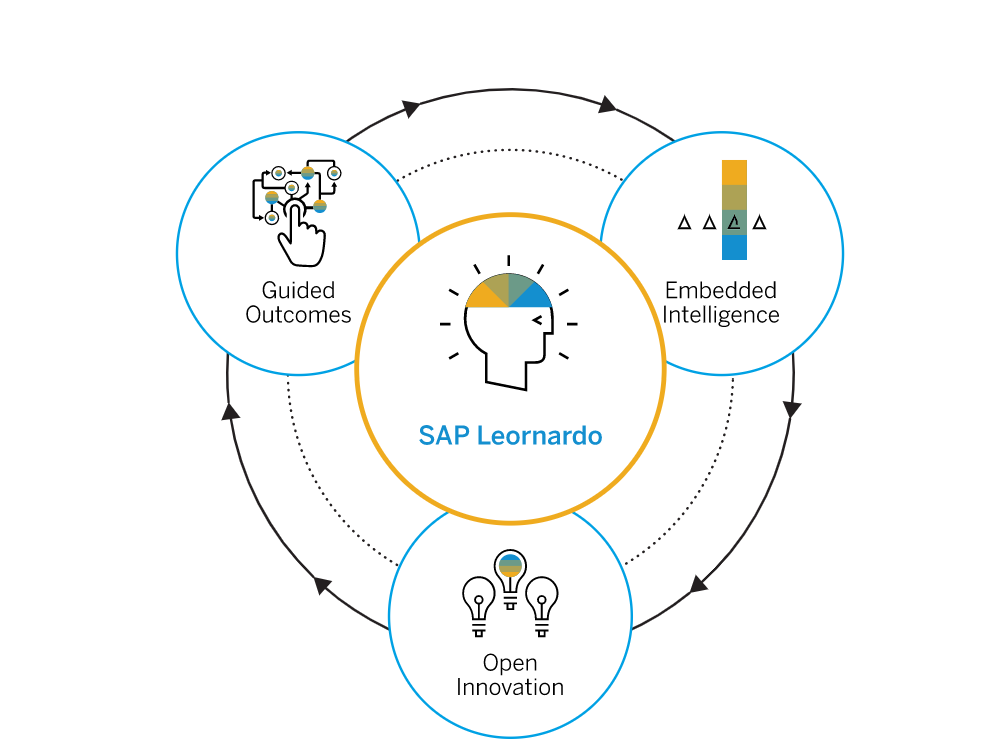 Guided
Outcomes
Embedded
Intelligence
SAP Leornardo
Open
Innovation